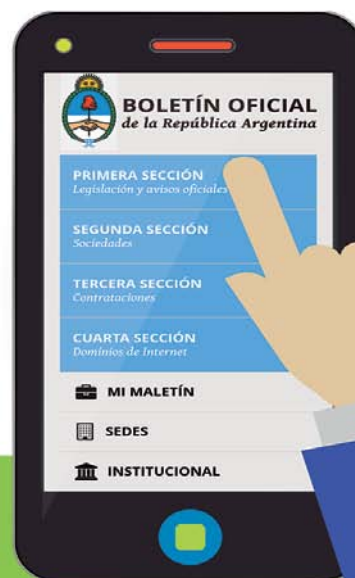 BOLETÍN OFICIAL
de la República Argentina
PRIMERA SECCIÓN
Legislación y avisos oficiales
SEGUNDA SECCIÓN
Sociedades
TERCERA SECCIÓN
Contrataciones
CUARTA SECCIÓN
Dominios de Internet
MI MALETÍN
SEDES
INSTITUCIONAL